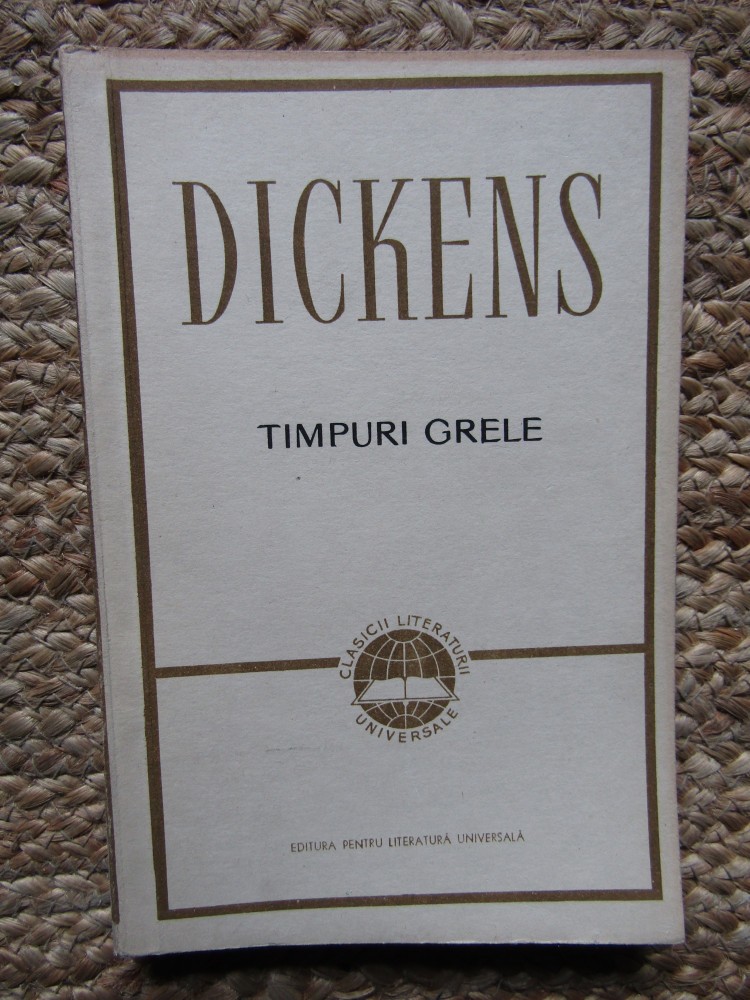 DICKENS
TIMPURI GRELE
CLASICII LITERATURII
UNIVERSALE
EDITURA PENTRU LITERATURĂ UNIVERSALĂ